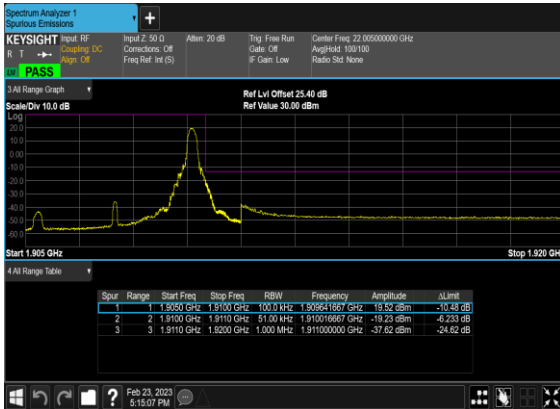 Spectrum Analyzer 1
Spurious Emissions
+
KEYSIGHT Input: RF Input Z: 50 Ω Atten: 20 dB Trig: Free Run Center Freq: 22.005000000 GHz
R T Coupling: DC Corrections: Off Gate: Off Avg|Hold: 100/100
Align: Off Freq Ref: Int (S) IF Gain: Low Radio Std: None
PASS
3 All Range Graph
Ref Lvl Offset 25.40 dB
Scale/Div 10.0 dB Ref Value 30.00 dBm
Log
20.0
10.0
0.00
-10.0
-20.0
-30.0
-40.0
-50.0
-60.0
Start 1.905 GHz Stop 1.920 GH
4 All Range Table
Spur Range Start Freq Stop Freq RBW Frequency Amplitude ΔLimit
1 1 1.9050 GHz 1.9100 GHz 100.0 kHz 1.909641667 GHz 19.52 dBm -10.48 dB
2 2 1.9100 GHz 1.9110 GHz 51.00 kHz 1.910016667 GHz -19.23 dBm -6.233 dB
3 3 1.9110 GHz 1.9200 GHz 1.000 MHz 1.911000000 GHz -37.62 dBm -24.62 dB
? Feb 23, 2023
5:15:07 PM